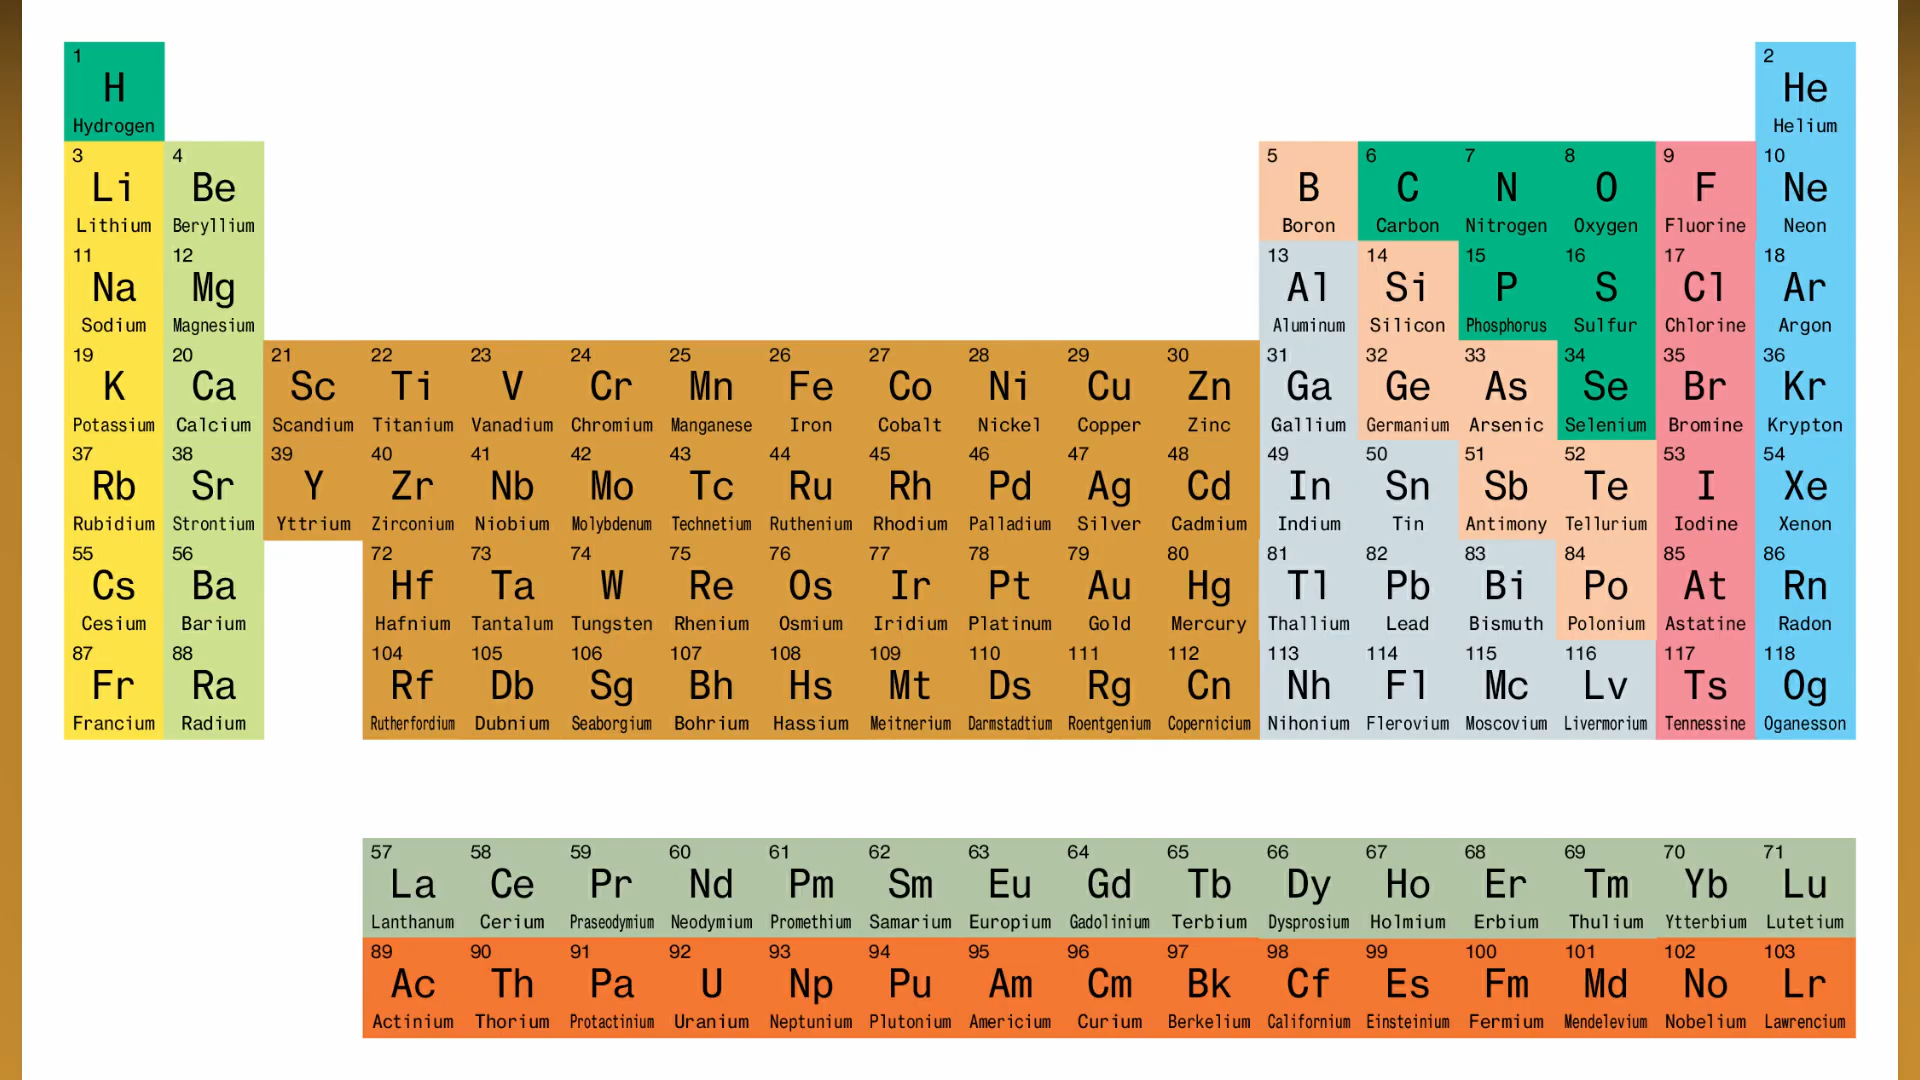 1 2
H He
Hydrogen Helium
3 4 5 6 7 8 9 10
Li Be B C N O F Ne
Lithium Beryllium Boron Carbon Nitrogen Oxygen Fluorine Neon
11 12 13 14 15 16 17 18
Na Mg Al Si P S Cl Ar
Sodium Magnesium Aluminum Silicon Phosphorus Sulfur Chlorine Argon
19 20 21 22 23 24 25 26 27 28 29 30 31 32 33 34 35 36
K Ca Sc Ti V Cr Mn Fe Co Ni Cu Zn Ga Ge As Se Br Kr
Potassium Calcium Scandium Titanium Vanadium Chromium Manganese Iron Cobalt Nickel Copper Zinc Gallium Germanium Arsenic Selenium Bromine Krypton
37 38 39 40 41 42 43 44 45 46 47 48 49 50 51 52 53 54
Rb Sr Y Zr Nb Mo Tc Ru Rh Pd Ag Cd In Sn Sb Te I Xe
Rubidium Strontium Yttrium Zirconium Niobium Molybdenum Technetium Ruthenium Rhodium Palladium Silver Cadmium Indium Tin Antimony Tellurium Iodine Xenon
55 56 72 73 74 75 76 77 78 79 80 81 82 83 84 85 86
Cs Ba Hf Ta W Re Os Ir Pt Au Hg Tl Pb Bi Po At Rn
Cesium Barium Hafnium Tantalum Tungsten Rhenium Osmium Iridium Platinum Gold Mercury Thallium Lead Bismuth Polonium Astatine Radon
87 88 104 105 106 107 108 109 110 111 112 113 114 115 116 117 118
Fr Ra Rf Db Sg Bh Hs Mt Ds Rg Cn Nh Fl Mc Lv Ts Og
Francium Radium Rutherfordium Dubnium Seaborgium Bohrium Hassium Meitnerium Darmstadtium Roentgenium Copernicium Nihonium Flerovium Moscovium Livermorium Tennessine Oganesson
57 58 59 60 61 62 63 64 65 66 67 68 69 70 71
La Ce Pr Nd Pm Sm Eu Gd Tb Dy Ho Er Tm Yb Lu
Lanthanum Cerium Praseodymium Neodymium Promethium Samarium Europium Gadolinium Terbium Dysprosium Holmium Erbium Thulium Ytterbium Lutetium
89 90 91 92 93 94 95 96 97 98 99 100 101 102 103
Ac Th Pa U Np Pu Am Cm Bk Cf Es Fm Md No Lr
Actinium Thorium Protactinium Uranium Neptunium Plutonium Americium Curium Berkelium Californium Einsteinium Fermium Mendelevium Nobelium Lawrencium